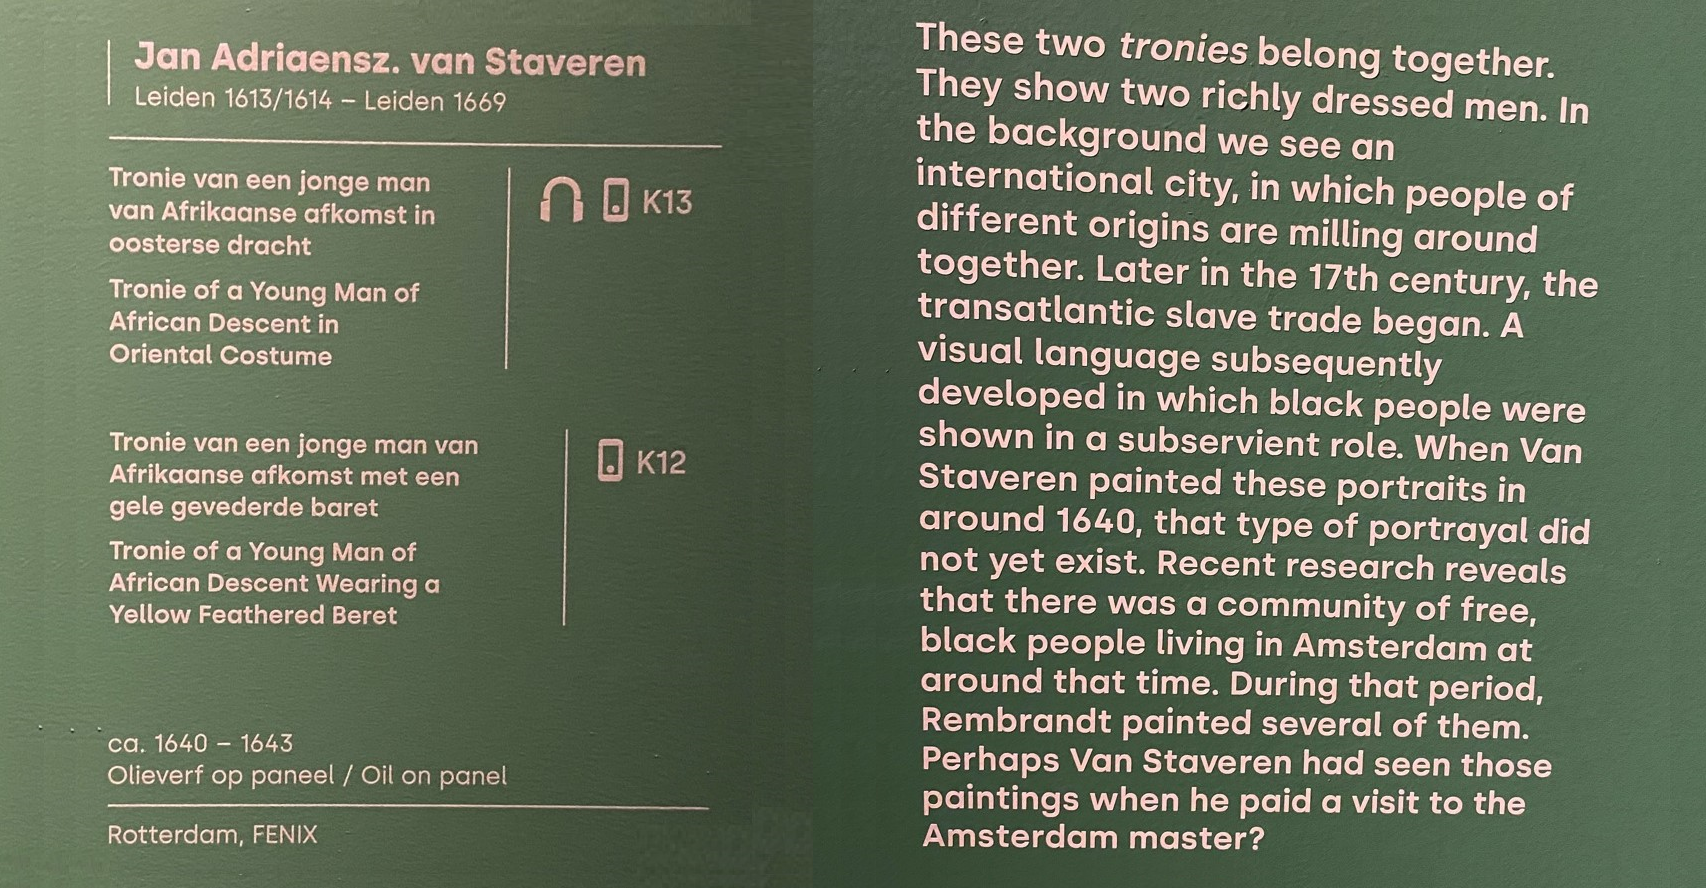 Jan Adriaensz. van Staveren
Leiden 1613/1614 – Leiden 1669
Tronie van een jonge man
van Afrikaanse afkomst in
oosterse dracht
Tronie of a Young Man of
African Descent in
Oriental Costume
K13
Tronie van een jonge man van
Afrikaanse afkomst met een
gele gevederde baret
Tronie of a Young Man of
African Descent Wearing a
Yellow Feathered Beret
K12
ca. 1640 – 1643
Olieverf op paneel / Oil on panel
Rotterdam, FENIX
These two tronies belong together.
They show two richly dressed men. In
the background we see an
international city, in which people of
different origins are milling around
together. Later in the 17th century, the
transatlantic slave trade began. A
visual language subsequently
developed in which black people were
shown in a subservient role. When Van
Staveren painted these portraits in
around 1640, that type of portrayal did
not yet exist. Recent research reveals
that there was a community of free,
black people living in Amsterdam at
around that time. During that period,
Rembrandt painted several of them.
Perhaps Van Staveren had seen those
paintings when he paid a visit to the
Amsterdam master?